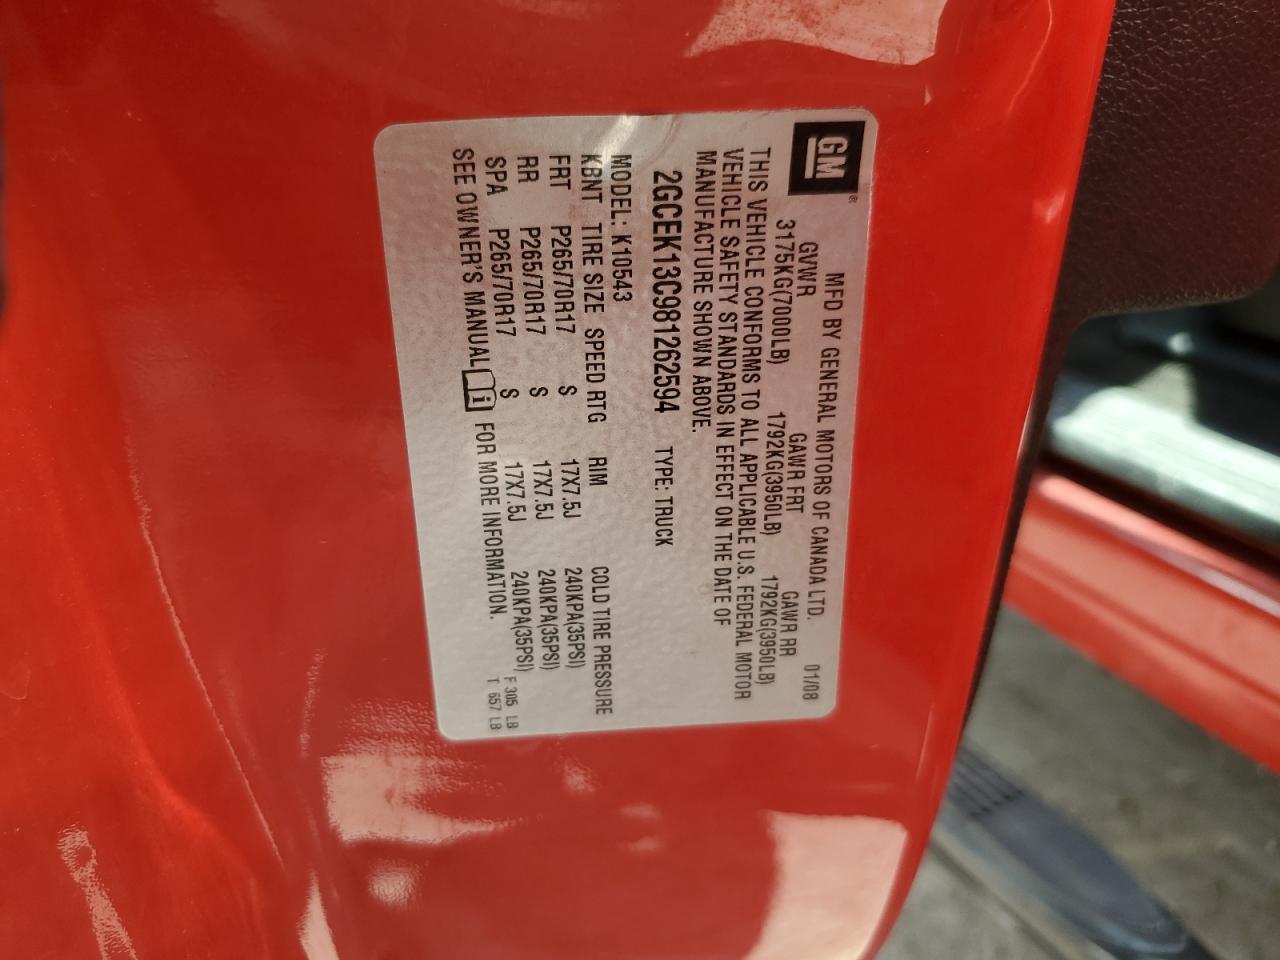 GM ®
MFD BY GENERAL MOTORS OF CANADA LTD. 01/08
GVWR GAWR FRT GAWR RR
3175KG(7000LB) 1792KG(3950LB) 1792KG(3950LB)
THIS VEHICLE CONFORMS TO ALL APPLICABLE U.S. FEDERAL MOTOR
VEHICLE SAFETY STANDARDS IN EFFECT ON THE DATE OF
MANUFACTURE SHOWN ABOVE.
2GCEK13C981262594 TYPE: TRUCK
MODEL: K10543
KBNT TIRE SIZE SPEED RTG RIM COLD TIRE PRESSURE
FRT P265/70R17 S 17X7.5J 240KPA(35PSI)
RR P265/70R17 S 17X7.5J 240KPA(35PSI)
SPA P265/70R17 S 17X7.5J 240KPA(35PSI)
SEE OWNER'S MANUAL i FOR MORE INFORMATION.
F 305 LB
T 657 LB